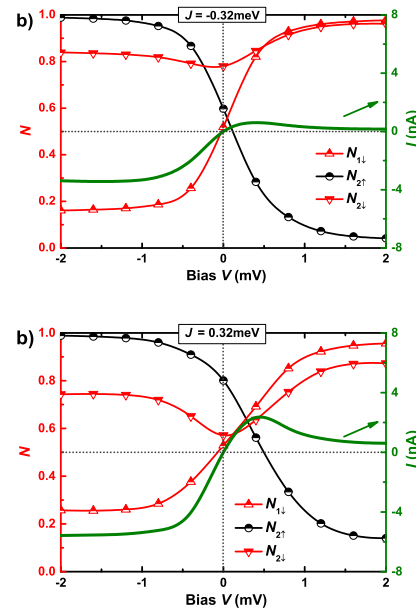 b)
J = -0.32meV
1.0
0.8
0.6
0.4
0.2
0.0
N
8
4
0
-4
-8
I (nA)
N1↓
N2↑
N2↓
-2 -1 0 1 2
Bias V (mV)
b)
J = 0.32meV
1.0
0.8
0.6
0.4
0.2
0.0
N
8
4
0
-4
-8
I (nA)
N1↓
N2↑
N2↓
-2 -1 0 1 2
Bias V (mV)